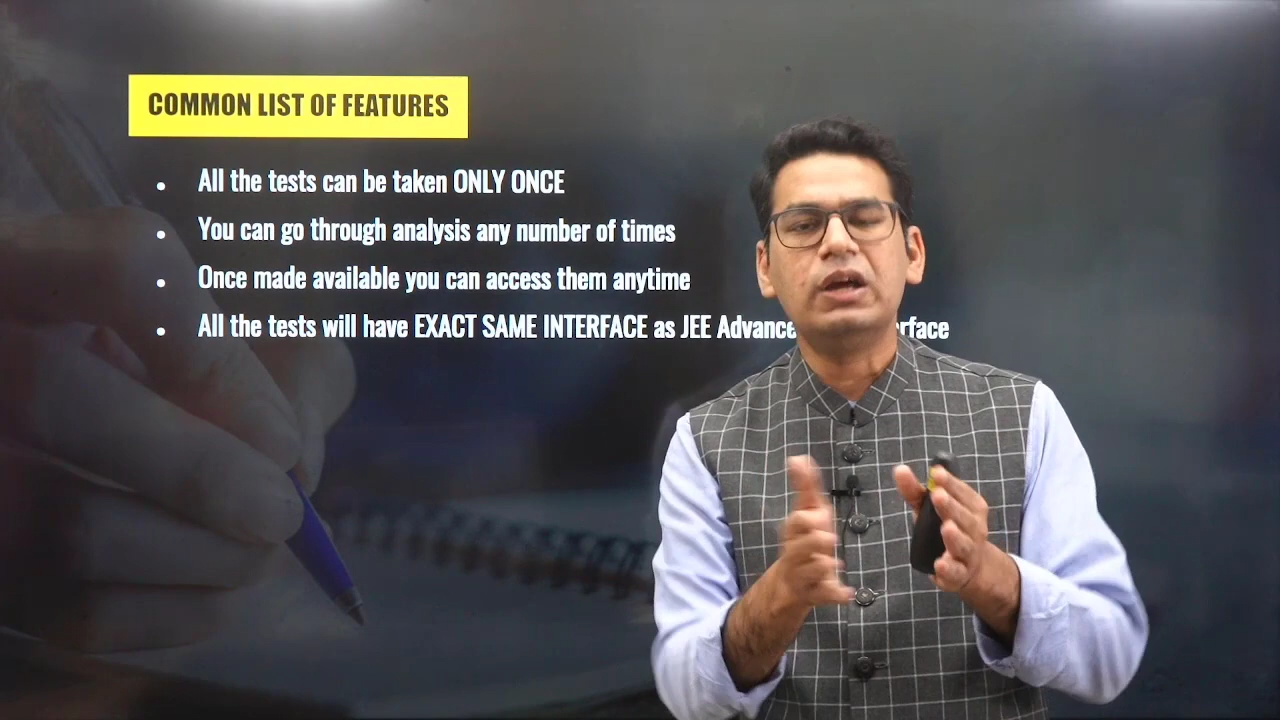 COMMON LIST OF FEATURES
All the tests can be taken ONLY ONCE
You can go through analysis any number of times
Once made available you can access them anytime
All the tests will have EXACT SAME INTERFACE as JEE